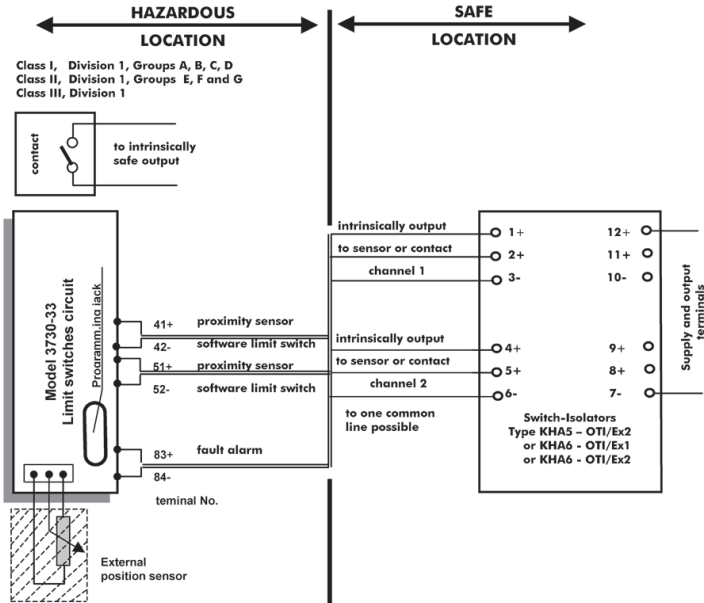 HAZARDOUS
LOCATION
SAFE
LOCATION
Class I, Division 1, Groups A, B, C, D
Class II, Division 1, Groups E, F and G
Class III, Division 1
contact
to intrinsically
safe output
Model 3730-33
Limit switches circuit
Programm.ing jack
41+ proximity sensor
42- software limit switch
51+ proximity sensor
52- software limit switch
83+ fault alarm
84-
teminal No.
External
position sensor
intrinsically output
to sensor or contact
channel 1
intrinsically output
to sensor or contact
channel 2
to one common
line possible
1+ 12+
2+ 11+
3- 10-
4+ 9+
5+ 8+
6- 7-
Switch-Isolators
Type KHA5 – OTI/Ex2
or KHA6 - OTI/Ex1
or KHA6 - OTI/Ex2
Supply and output
terminals